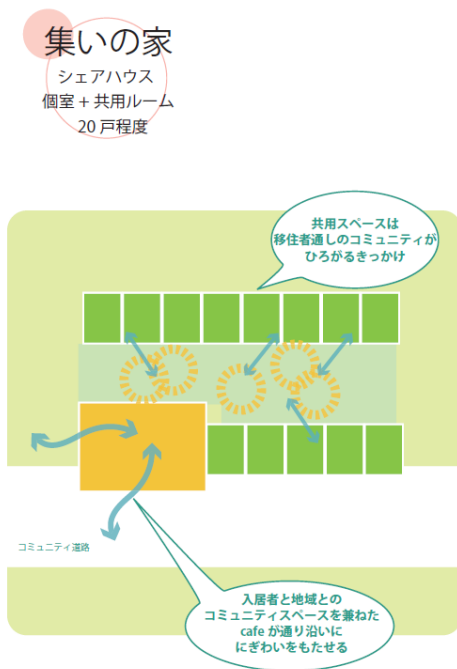 集いの家
シェアハウス
個室 + 共用ルーム
20 戸程度
共用スペースは
移住者通しのコミュニティが
ひろがるきっかけ
コミュニティ道路
入居者と地域との
コミュニティスペースを兼ねた
cafe が通り沿いに
にぎわいをもたせる